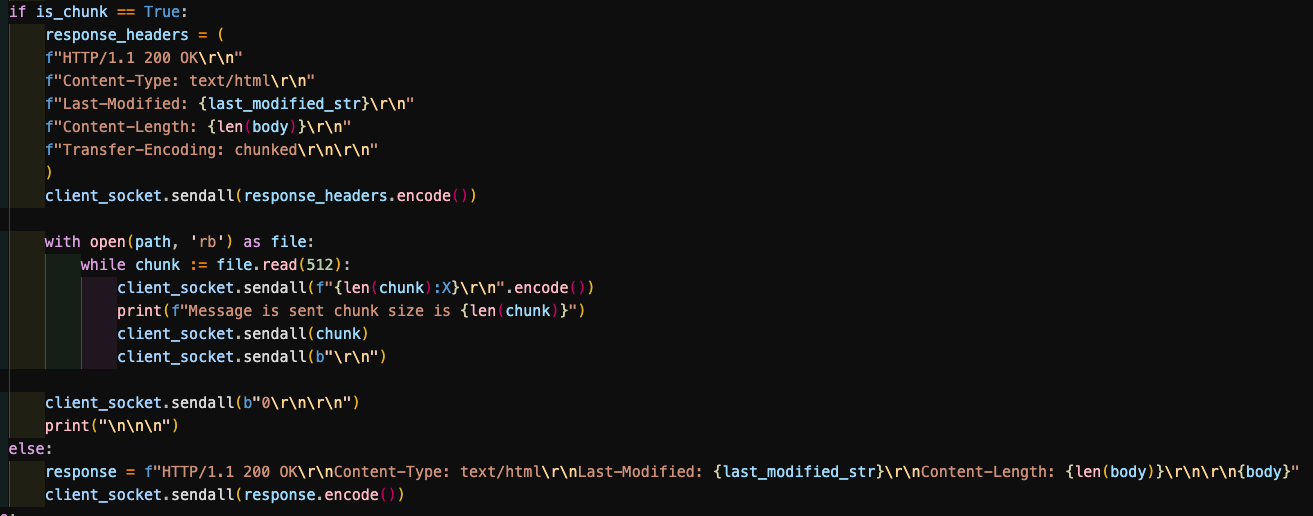 if is_chunk == True:
    response_headers = (
    f"HTTP/1.1 200 OK\r\n"
    f"Content-Type: text/html\r\n"
    f"Last-Modified: {last_modified_str}\r\n"
    f"Content-Length: {len(body)}\r\n"
    f"Transfer-Encoding: chunked\r\n\r\n"
    )
    client_socket.sendall(response_headers.encode())
    with open(path, 'rb') as file:
        while chunk := file.read(512):
            client_socket.sendall(f"{len(chunk):X}\r\n".encode())
            print(f"Message is sent chunk size is {len(chunk)}")
            client_socket.sendall(chunk)
            client_socket.sendall(b"\r\n")
    client_socket.sendall(b"0\r\n\r\n")
    print("\n\n\n")
else:
    response = f"HTTP/1.1 200 OK\r\nContent-Type: text/html\r\nLast-Modified: {last_modified_str}\r\nContent-Length: {len(body)}\r\n\r\n{body}"
    client_socket.sendall(response.encode())